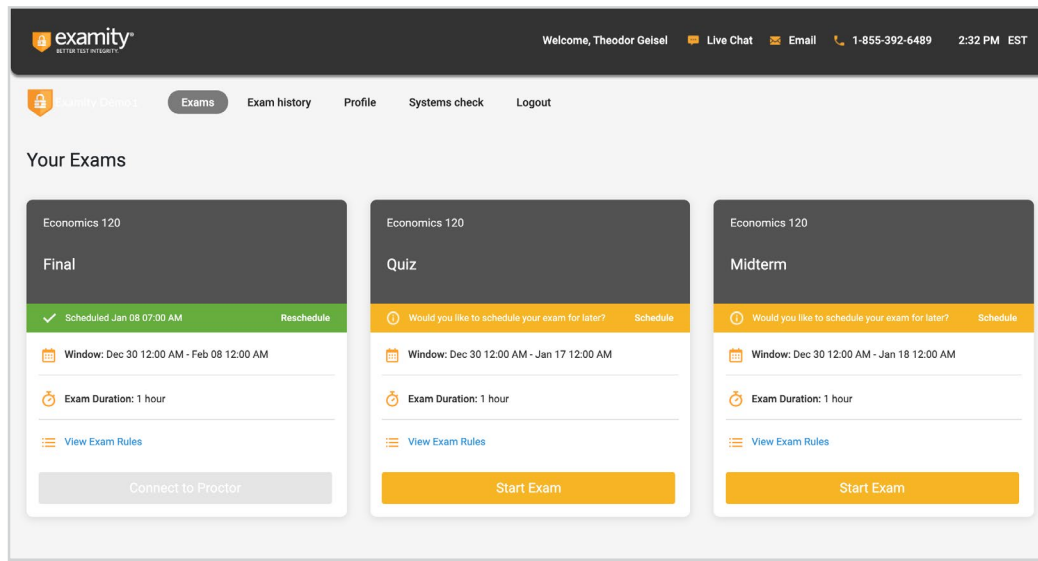 examity®
BETTER TEST INTEGRITY.
Welcome, Theodor Geisel Live Chat Email 1-855-392-6489 2:32 PM EST
Exams Exam history Profile Systems check Logout
Your Exams
Economics 120
Final
Scheduled Jan 08 07:00 AM Reschedule
Window: Dec 30 12:00 AM - Feb 08 12:00 AM
Exam Duration: 1 hour
View Exam Rules
Connect to Proctor
Economics 120
Quiz
Would you like to schedule your exam for later? Schedule
Window: Dec 30 12:00 AM - Jan 17 12:00 AM
Exam Duration: 1 hour
View Exam Rules
Start Exam
Economics 120
Midterm
Would you like to schedule your exam for later? Schedule
Window: Dec 30 12:00 AM - Jan 18 12:00 AM
Exam Duration: 1 hour
View Exam Rules
Start Exam